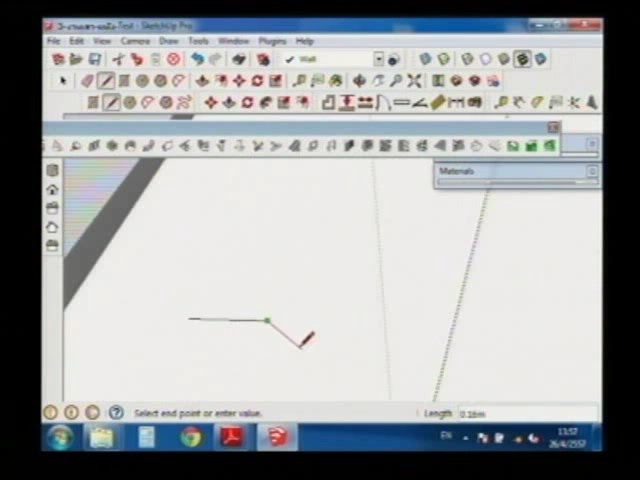 Test - SketchUp Pro
File Edit View Camera Draw Tools Window Plugins Help
Wall
Materials
Select end point or enter value.
Length 0.16m
EN
13:57
26/4/2557